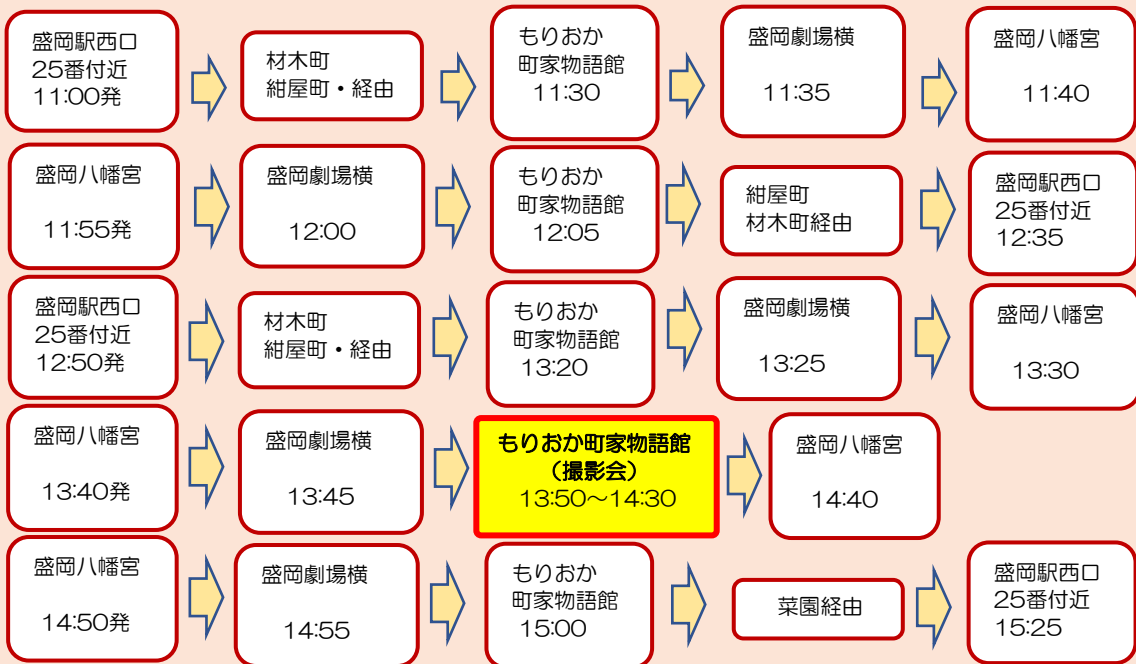 盛岡駅西口
25番付近
11:00発
材木町
紺屋町・経由
もりおか
町家物語館
11:30
盛岡劇場横
11:35
盛岡八幡宮
11:40
盛岡八幡宮
11:55発
盛岡劇場横
12:00
もりおか
町家物語館
12:05
紺屋町
材木町経由
盛岡駅西口
25番付近
12:35
盛岡駅西口
25番付近
12:50発
材木町
紺屋町・経由
もりおか
町家物語館
13:20
盛岡劇場横
13:25
盛岡八幡宮
13:30
盛岡八幡宮
13:40発
盛岡劇場横
13:45
もりおか町家物語館
（撮影会）
13:50～14:30
盛岡八幡宮
14:40
盛岡八幡宮
14:50発
盛岡劇場横
14:55
もりおか
町家物語館
15:00
菜園経由
盛岡駅西口
25番付近
15:25